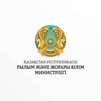 ҚАЗАҚСТАН РЕСПУБЛИКАСЫ
ҒЫЛЫМ ЖӘНЕ ЖОҒАРЫ БІЛІМ
МИНИСТРЛІГІ